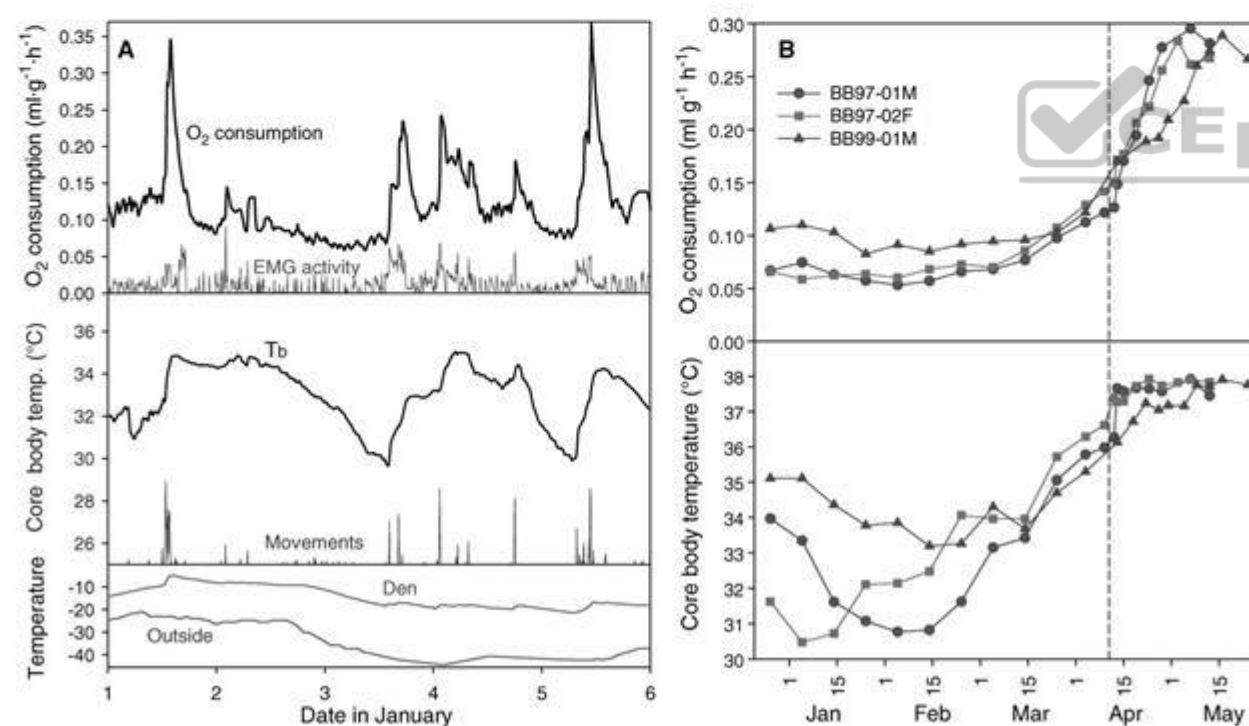 A
O2 consumption (ml·g-1·h-1)
0.35
0.30
0.25
0.20
0.15
0.10
0.05
0.00
O2 consumption
EMG activity
Core body temp. (°C)
36
34
32
30
28
26
Tb
Movements
Temperature
-10
-20
-30
-40
Den
Outside
1 2 3 4 5 6
Date in January
B
O2 consumption (ml g-1 h-1)
0.30
0.25
0.20
0.15
0.10
0.05
0.00
BB97-01M
BB97-02F
BB99-01M
CE
Core body temperature (°C)
38
37
36
34
33
32
31
30
1 15 1 15 1 15 1 15 1 15
Jan Feb Mar Apr May